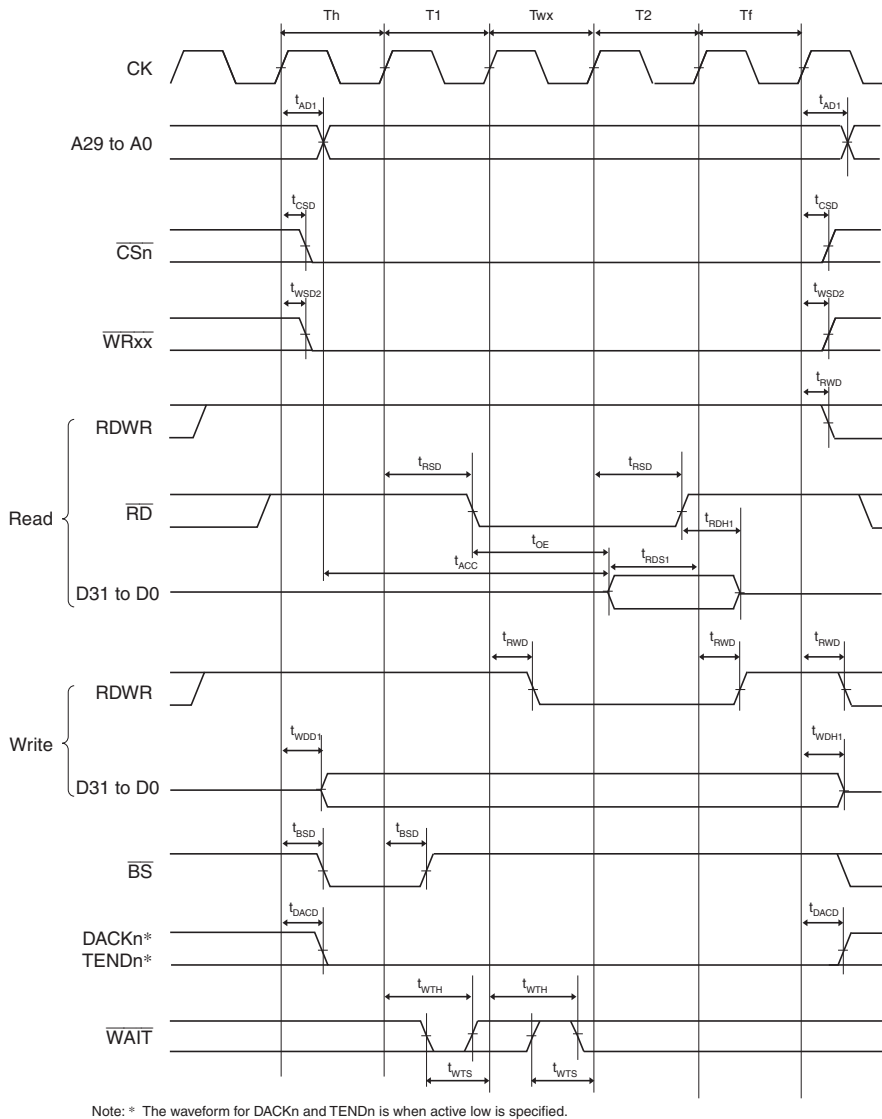 Th T1 Twx T2 Tf
CK
tAD1 tAD1
A29 to A0
tCSD tCSD
CSn
tWSD2 tWSD2
WRxx
tRWD
RDWR
tRSD tRSD
Read
RD
tRDH1
tOE
tACC tRDS1
D31 to D0
tRWD tRWD tRWD
RDWR
Write
tWDD1 tWDH1
D31 to D0
tBSD tBSD
BS
tDACD tDACD
DACKn*
TENDn*
tWTH tWTH
WAIT
tWTS tWTS
Note: * The waveform for DACKn and TENDn is when active low is specified.